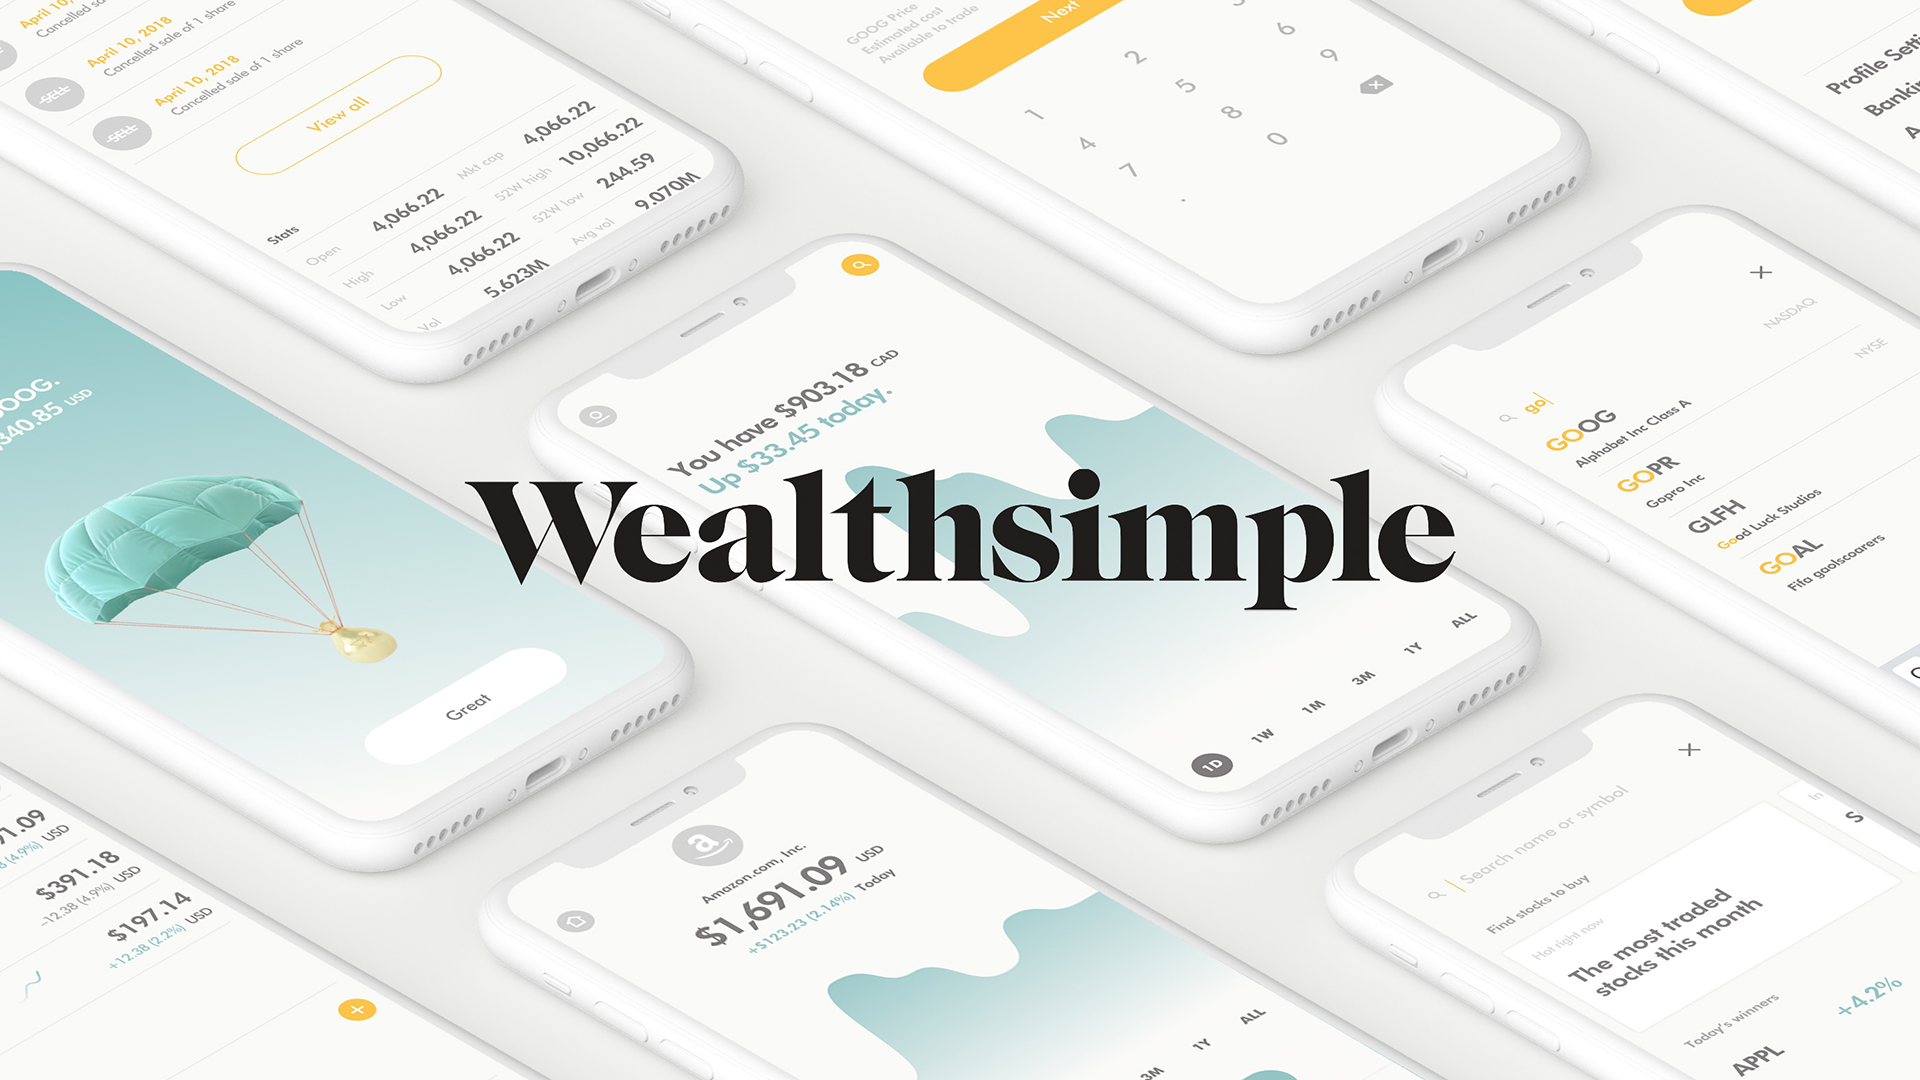 April 10, 2018
Cancelled sale of 1 share
April 10, 2018
Cancelled sale of 1 share
April 10, 2018
Cancelled sale of 1 share
View all
Stats
Open 4,066.22 Mkt cap 4,066.22
High 4,066.22 52W high 10,066.22
Low 4,066.22 52W low 244.59
Vol 5.623M Avg vol 9.070M
GOOG Price
Estimated cost
Available to trade
Next
1 2
4 5 6
7 8 9
. 0
Profile
Banking
OOG.
,340.85 USD
Great
You have $903.18 CAD
Up $33.45 today.
Wealthsimple
1D 1W 1M 3M 1Y ALL
go
GOOG NASDAQ
Alphabet Inc Class A
GOPR NYSE
Gopro Inc
GLFH
Good Luck Studios
GOAL
Fifa gaolscoarers
91.09 USD
(4.9%)
$391.18 USD
-12.38 (4.9%)
$197.14 USD
+12.38 (2.2%)
Amazon.com, Inc.
$1,691.09 USD
+$123.23 (2.14%) Today
3M 1Y ALL
Search name or symbol
Find stocks to buy
Hot right now
The most traded
stocks this month
Today's winners
APPL +4.2%